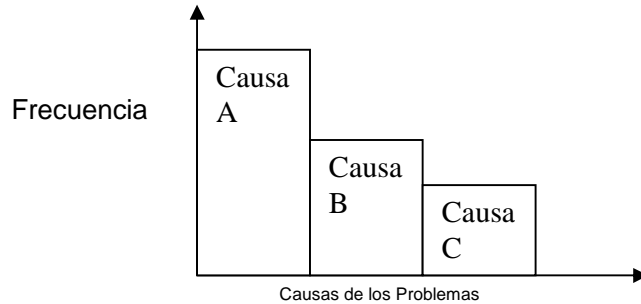 Frecuencia
Causa
A
Causa
B
Causa
C
Causas de los Problemas